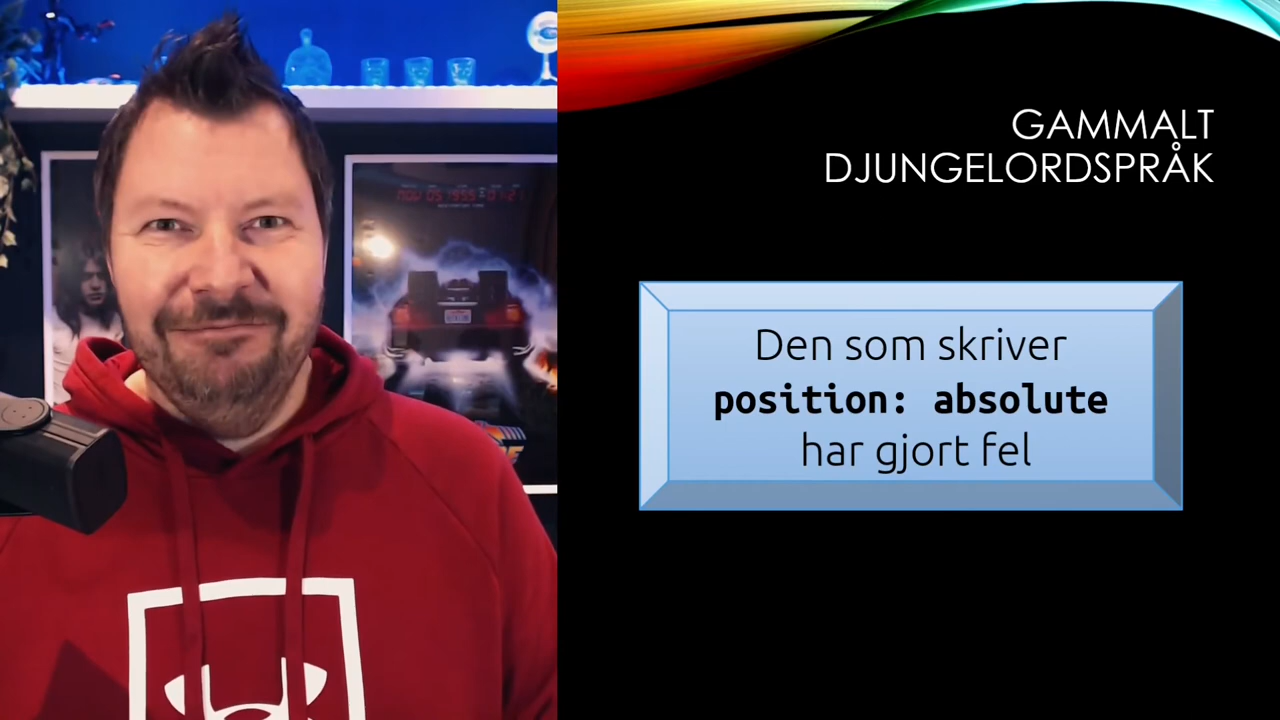 GAMMALT
DJUNGELORDSPRÅK
Den som skriver
position: absolute
har gjort fel